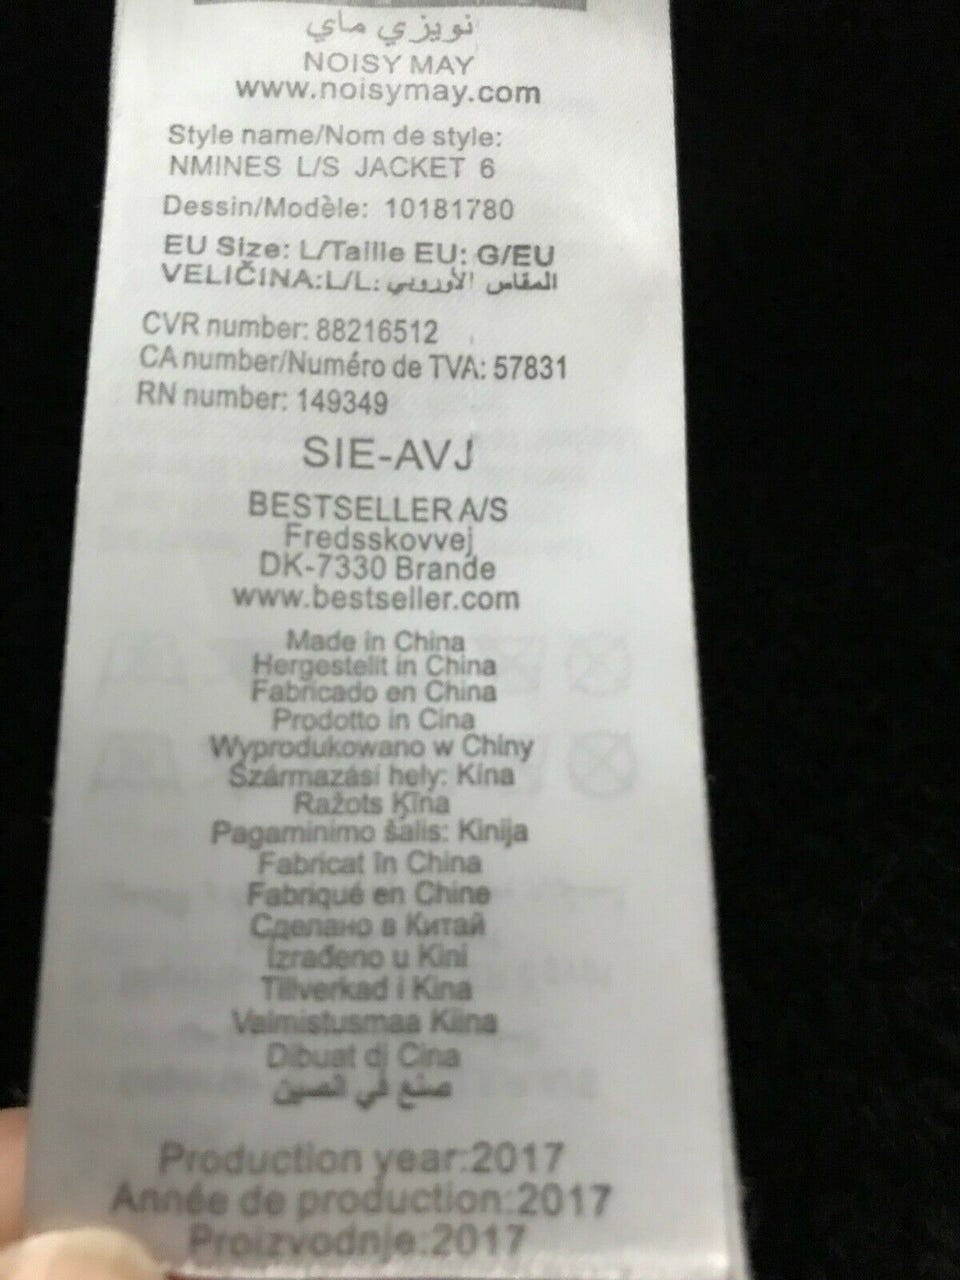 نويزي ماي
NOISY MAY
www.noisymay.com
Style name/Nom de style:
NMINES L/S JACKET 6
Dessin/Modèle: 10181780
EU Size: L/Taille EU: G/EU
VELIČINA:L/L: المقاس الأوروبي
CVR number: 88216512
CA number/Numéro de TVA: 57831
RN number: 149349
SIE-AVJ
BESTSELLER A/S
Fredsskovvej
DK-7330 Brande
www.bestseller.com
Made in China
Hergestellt in China
Fabricado en China
Prodotto in Cina
Wyprodukowano w Chiny
Származási hely: Kína
Ražots Ķīna
Pagaminimo šalis: Kinija
Fabricat în China
Fabriqué en Chine
Сделано в Китай
Izrađeno u Kini
Tillverkad i Kina
Valmistusmaa Kiina
Dibuat di Cina
صنع في الصين
Production year:2017
Année de production:2017
Proizvodnje:2017